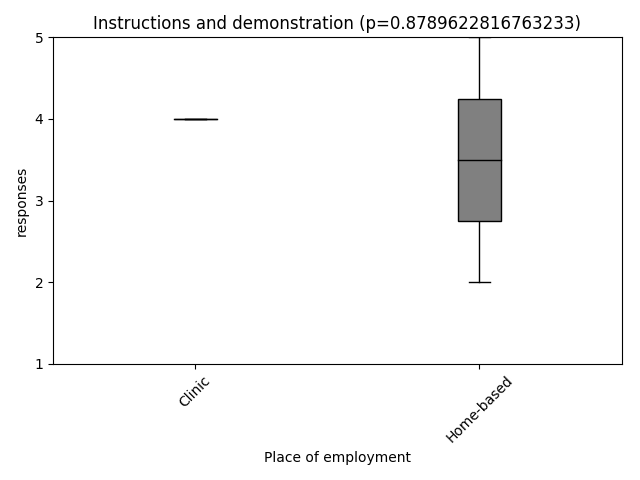 Instructions and demonstration (p=0.8789622816763233)
5
4
3
2
1
responses
Clinic
Home-based
Place of employment